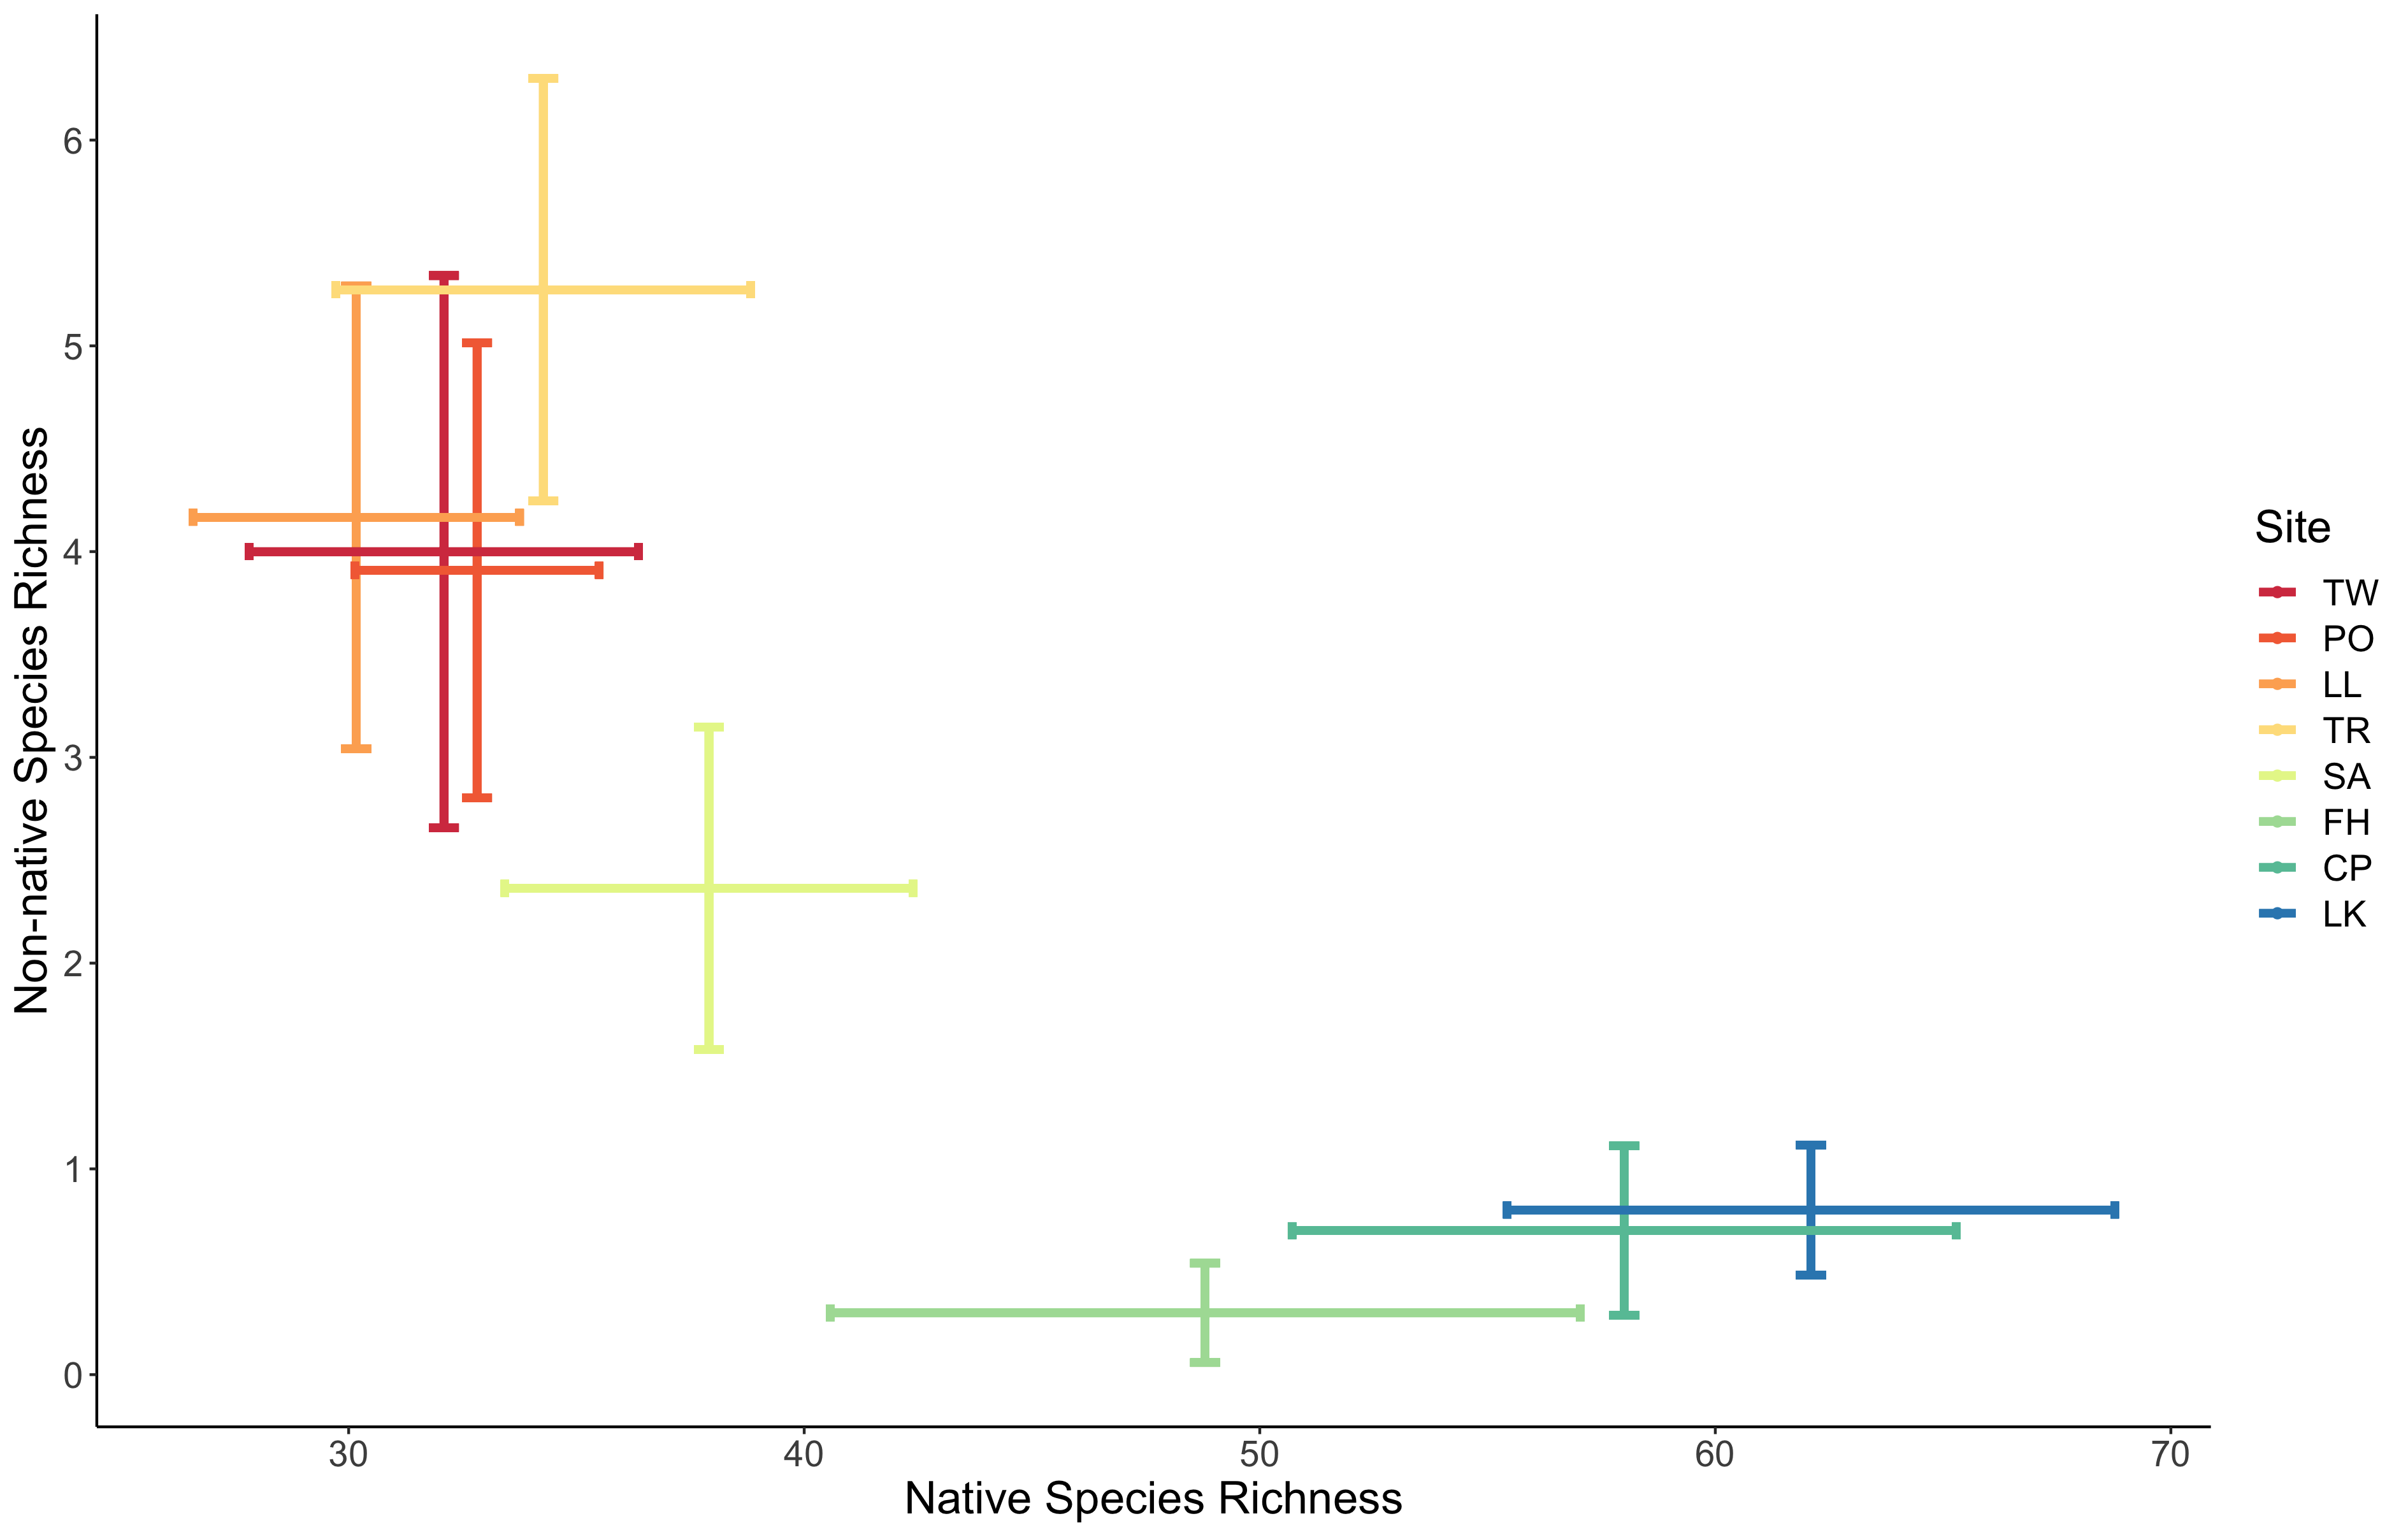 Non-native Species Richness
6
5
4
3
2
1
0
30 40 50 60 70
Native Species Richness
Site
TW
PO
LL
TR
SA
FH
CP
LK